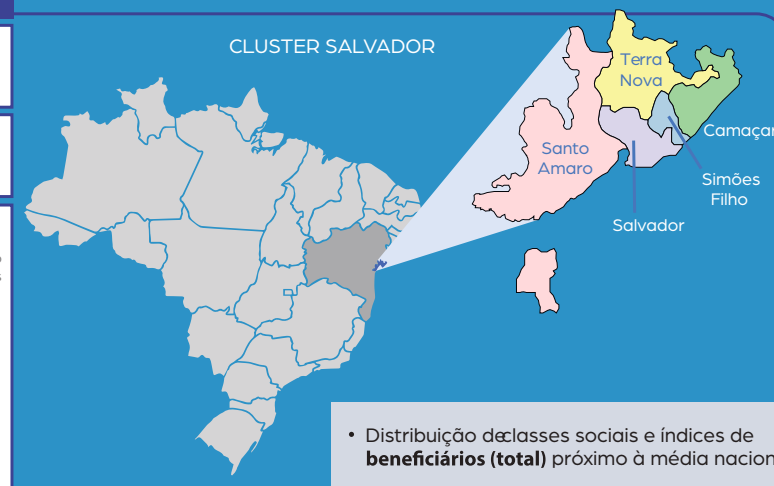 CLUSTER SALVADOR
Terra
Nova
Santo
Amaro
Camaçar
Simões
Filho
Salvador
• Distribuição declasses sociais e índices de
beneficiários (total) próximo à média nacion